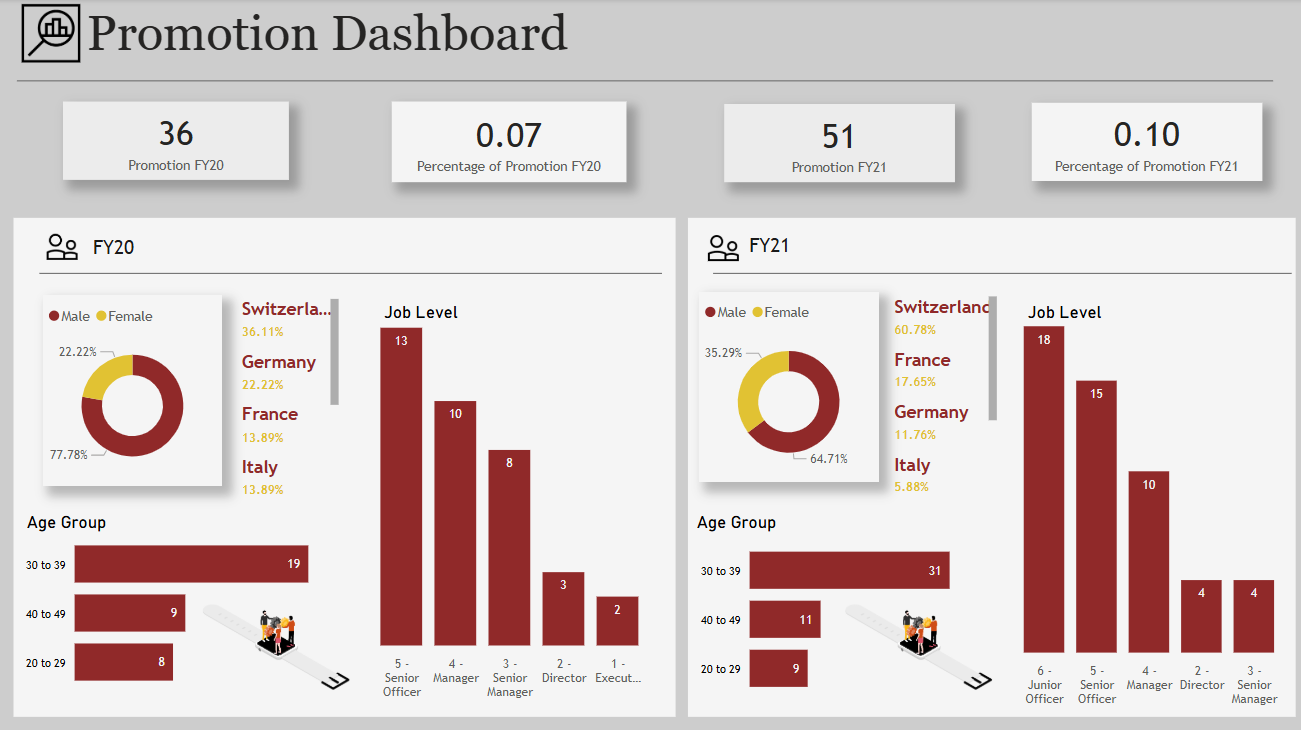 Promotion Dashboard
36
Promotion FY20
0.07
Percentage of Promotion FY20
51
Promotion FY21
0.10
Percentage of Promotion FY21
FY20
Male Female
22.22%
77.78%
Switzerla...
36.11%
Germany
22.22%
France
13.89%
Italy
13.89%
Job Level
13
10
8
3
2
5 -
Senior
Officer
4 -
Manager
3 -
Senior
Manager
2 -
Director
1 -
Execut...
Age Group
30 to 39 19
40 to 49 9
20 to 29 8
FY21
Male Female
35.29%
64.71%
Switzerland
60.78%
France
17.65%
Germany
11.76%
Italy
5.88%
Job Level
18
15
10
4
4
6 -
Junior
Officer
5 -
Senior
Officer
4 -
Manager
2 -
Director
3 -
Senior
Manager
Age Group
30 to 39 31
40 to 49 11
20 to 29 9